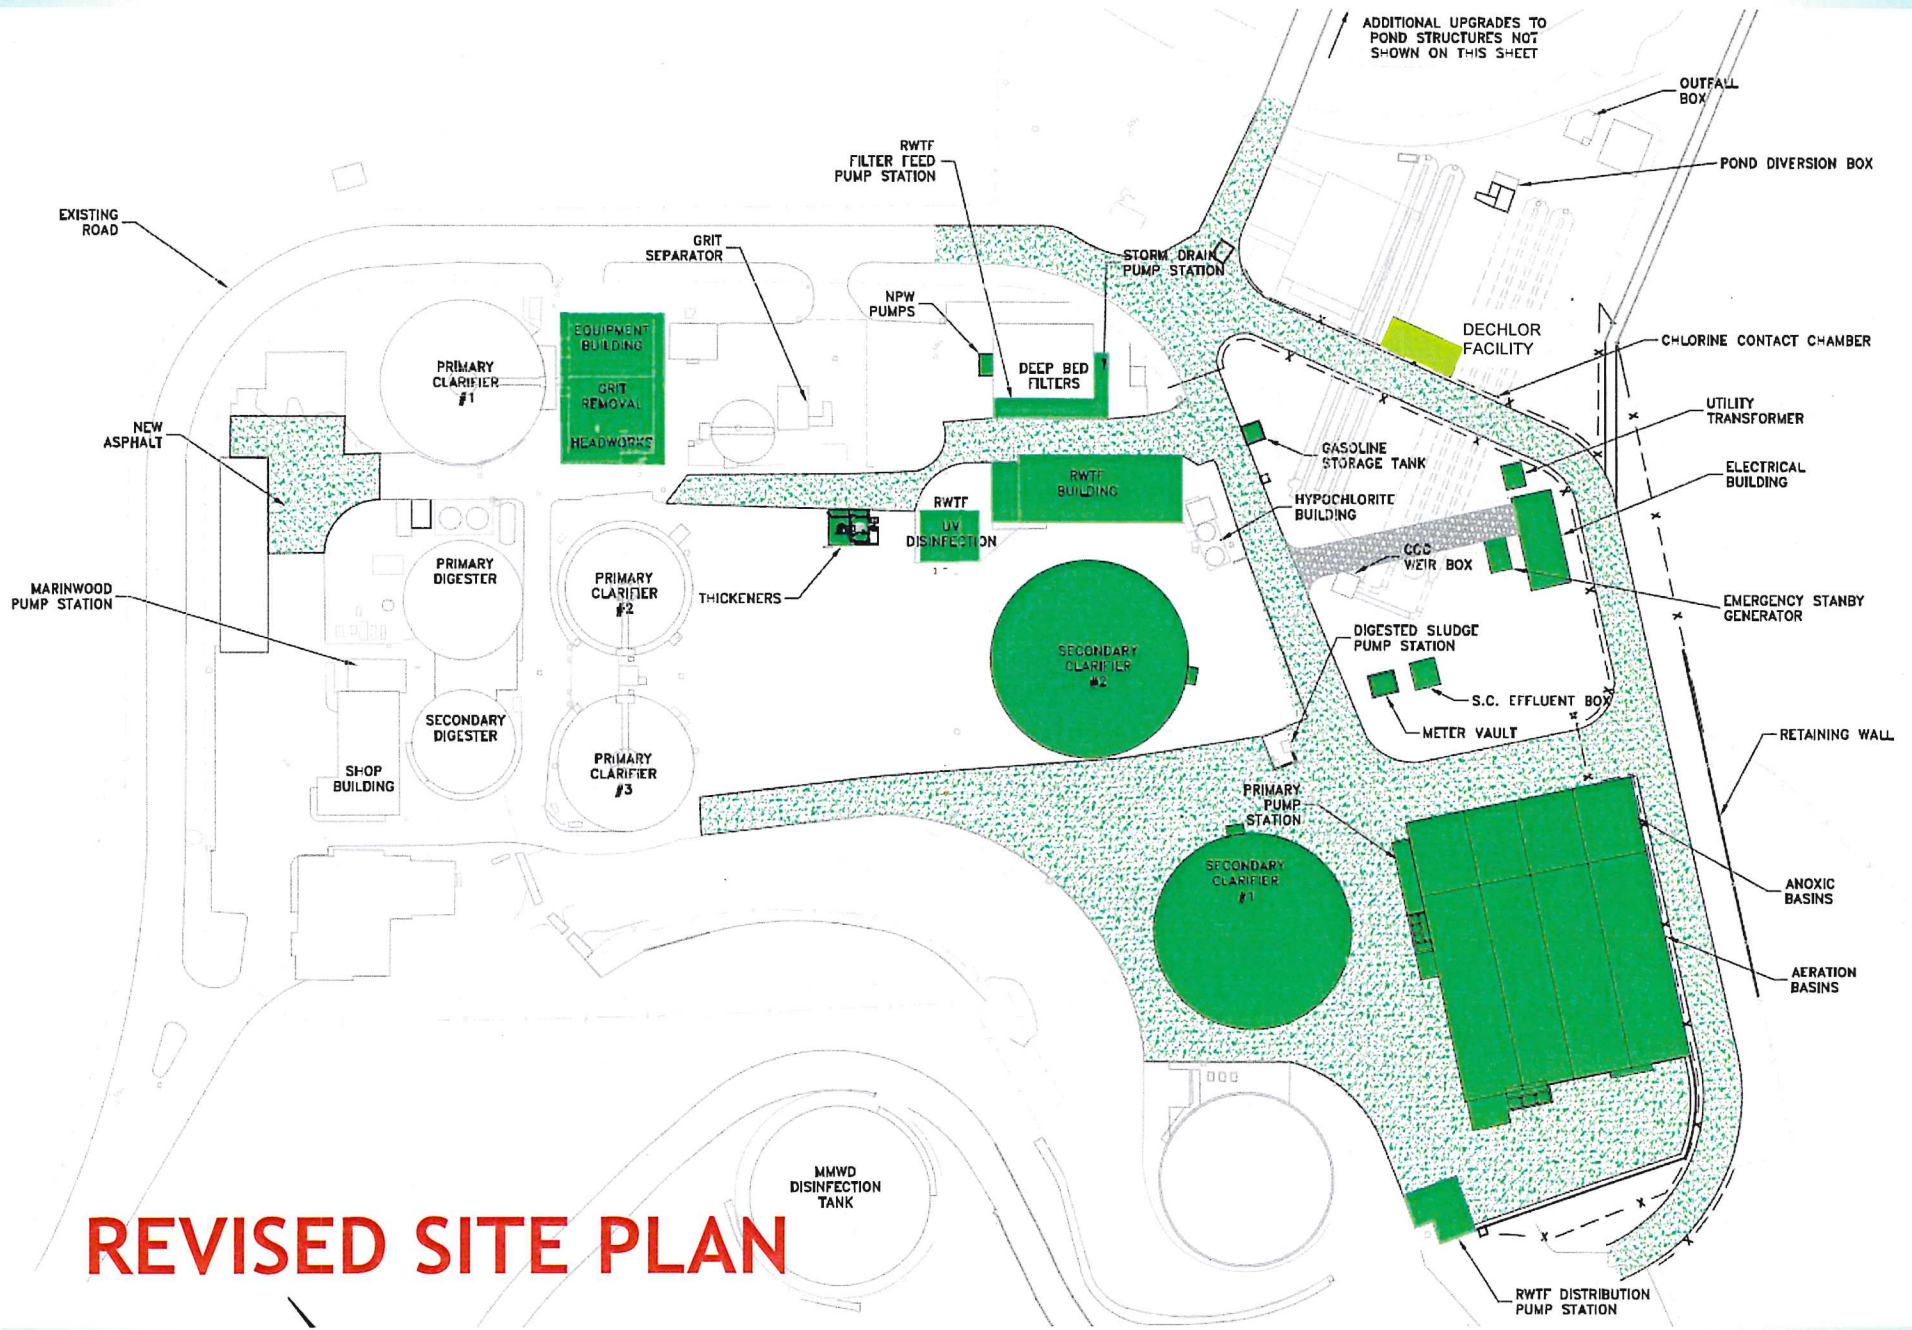 ADDITIONAL UPGRADES TO
POND STRUCTURES NOT
SHOWN ON THIS SHEET
OUTFALL
BOX
POND DIVERSION BOX
RWTF
FILTER FEED
PUMP STATION
EXISTING
ROAD
GRIT
SEPARATOR
STORM DRAIN
PUMP STATION
NPW
PUMPS
EQUIPMENT
BUILDING
GRIT
REMOVAL
HEADWORKS
PRIMARY
CLARIFIER
#1
DEEP BED
FILTERS
DECHLOR
FACILITY
CHLORINE CONTACT CHAMBER
UTILITY
TRANSFORMER
NEW
ASPHALT
GASOLINE
STORAGE TANK
ELECTRICAL
BUILDING
RWTF
BUILDING
HYPOCHLORITE
BUILDING
RWTF
UV
DISINFECTION
CCC
WEIR BOX
PRIMARY
DIGESTER
PRIMARY
CLARIFIER
#2
THICKENERS
MARINWOOD
PUMP STATION
EMERGENCY STANBY
GENERATOR
DIGESTED SLUDGE
PUMP STATION
SECONDARY
CLARIFIER
#2
S.C. EFFLUENT BOX
METER VAULT
RETAINING WALL
SECONDARY
DIGESTER
SHOP
BUILDING
PRIMARY
CLARIFIER
#3
PRIMARY
PUMP
STATION
SECONDARY
CLARIFIER
#1
ANOXIC
BASINS
AERATION
BASINS
MMWD
DISINFECTION
TANK
REVISED SITE PLAN
RWTF DISTRIBUTION
PUMP STATION